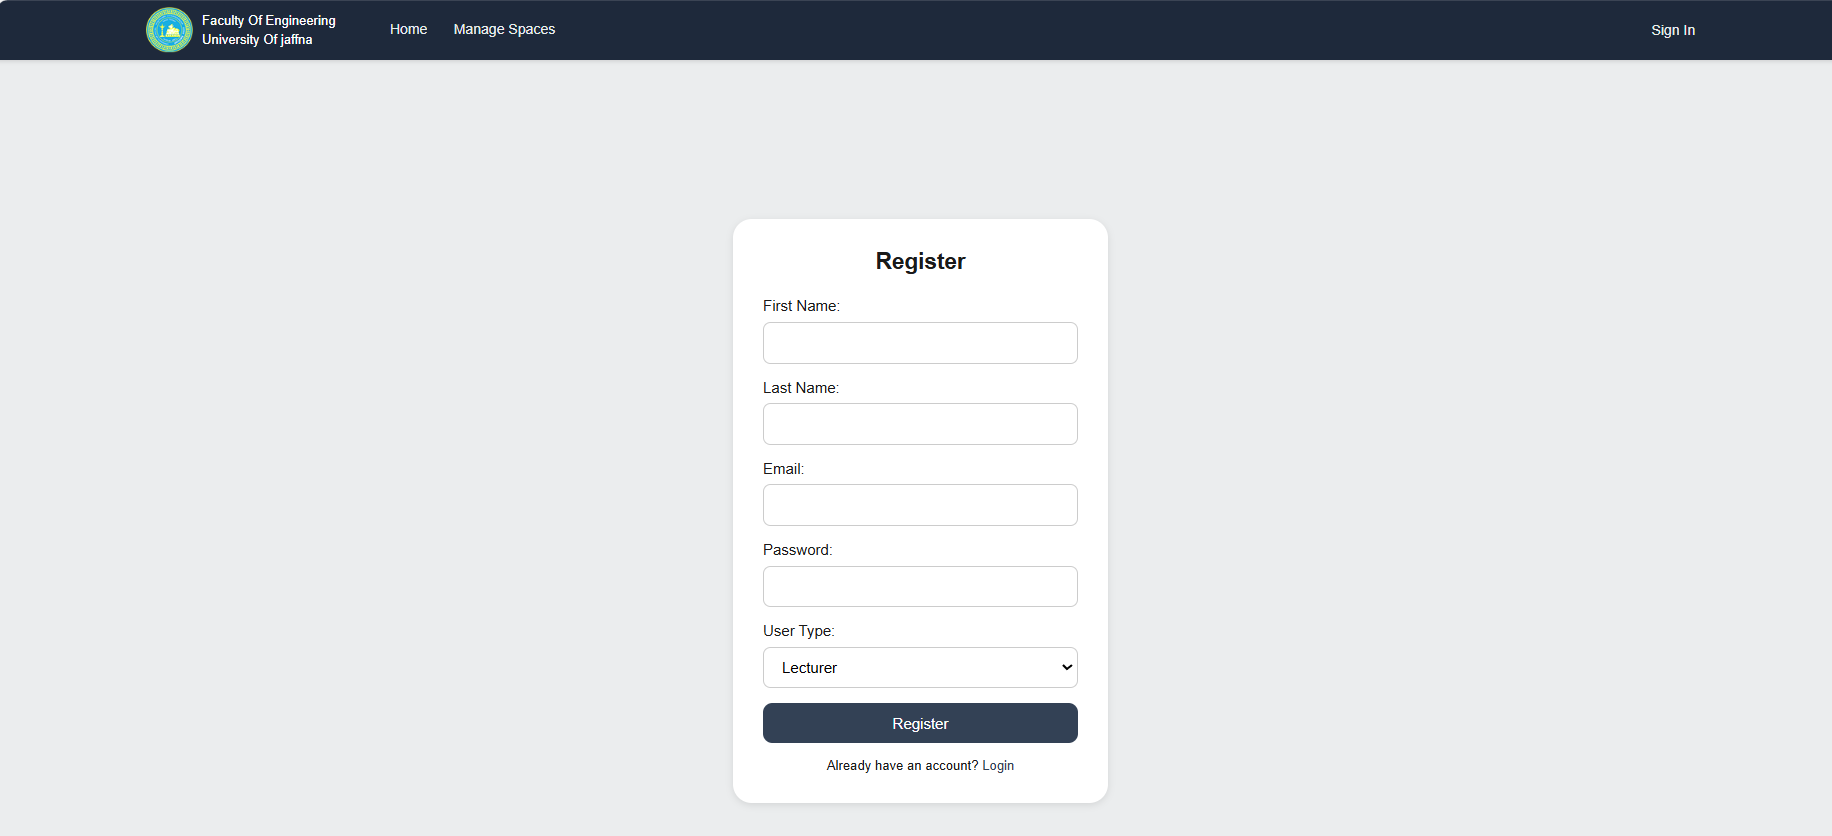 Faculty Of Engineering
University Of jaffna
Home
Manage Spaces
Sign In
Register
First Name:
Last Name:
Email:
Password:
User Type:
Lecturer
Register
Already have an account? Login